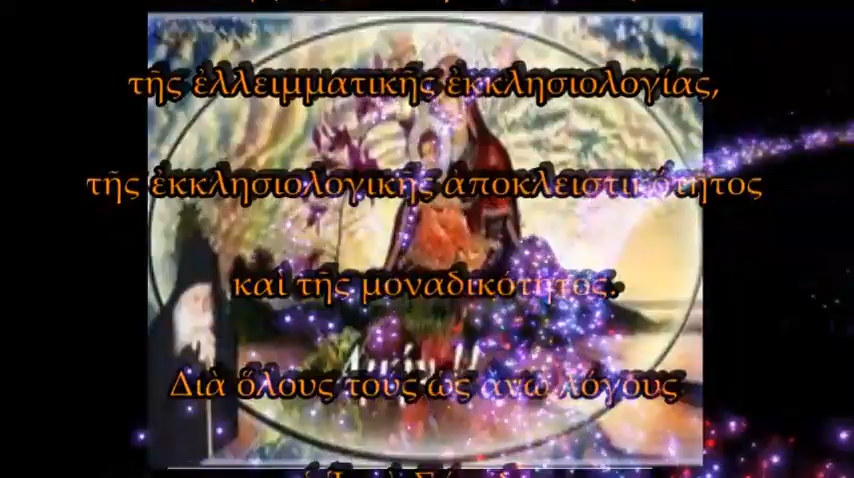 τῆς ἐλλειμματικῆς ἐκκλησιολογίας,
τῆς ἐκκλησιολογικῆς ἀποκλειστικότητος
καὶ τῆς μοναδικότητος.
Διὰ ὅλους τοὺς ὡς ἄνω λόγους